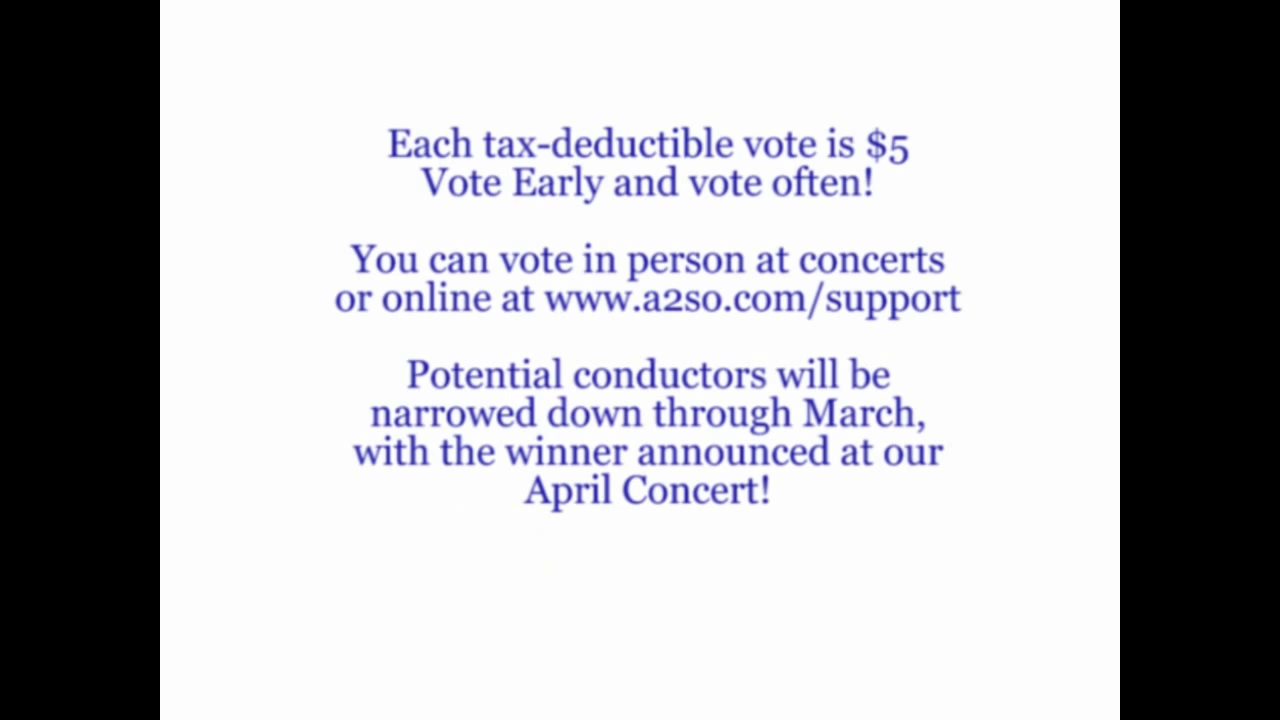 Each tax-deductible vote is $5
Vote Early and vote often!
You can vote in person at concerts
or online at www.a2so.com/support
Potential conductors will be
narrowed down through March,
with the winner announced at our
April Concert!